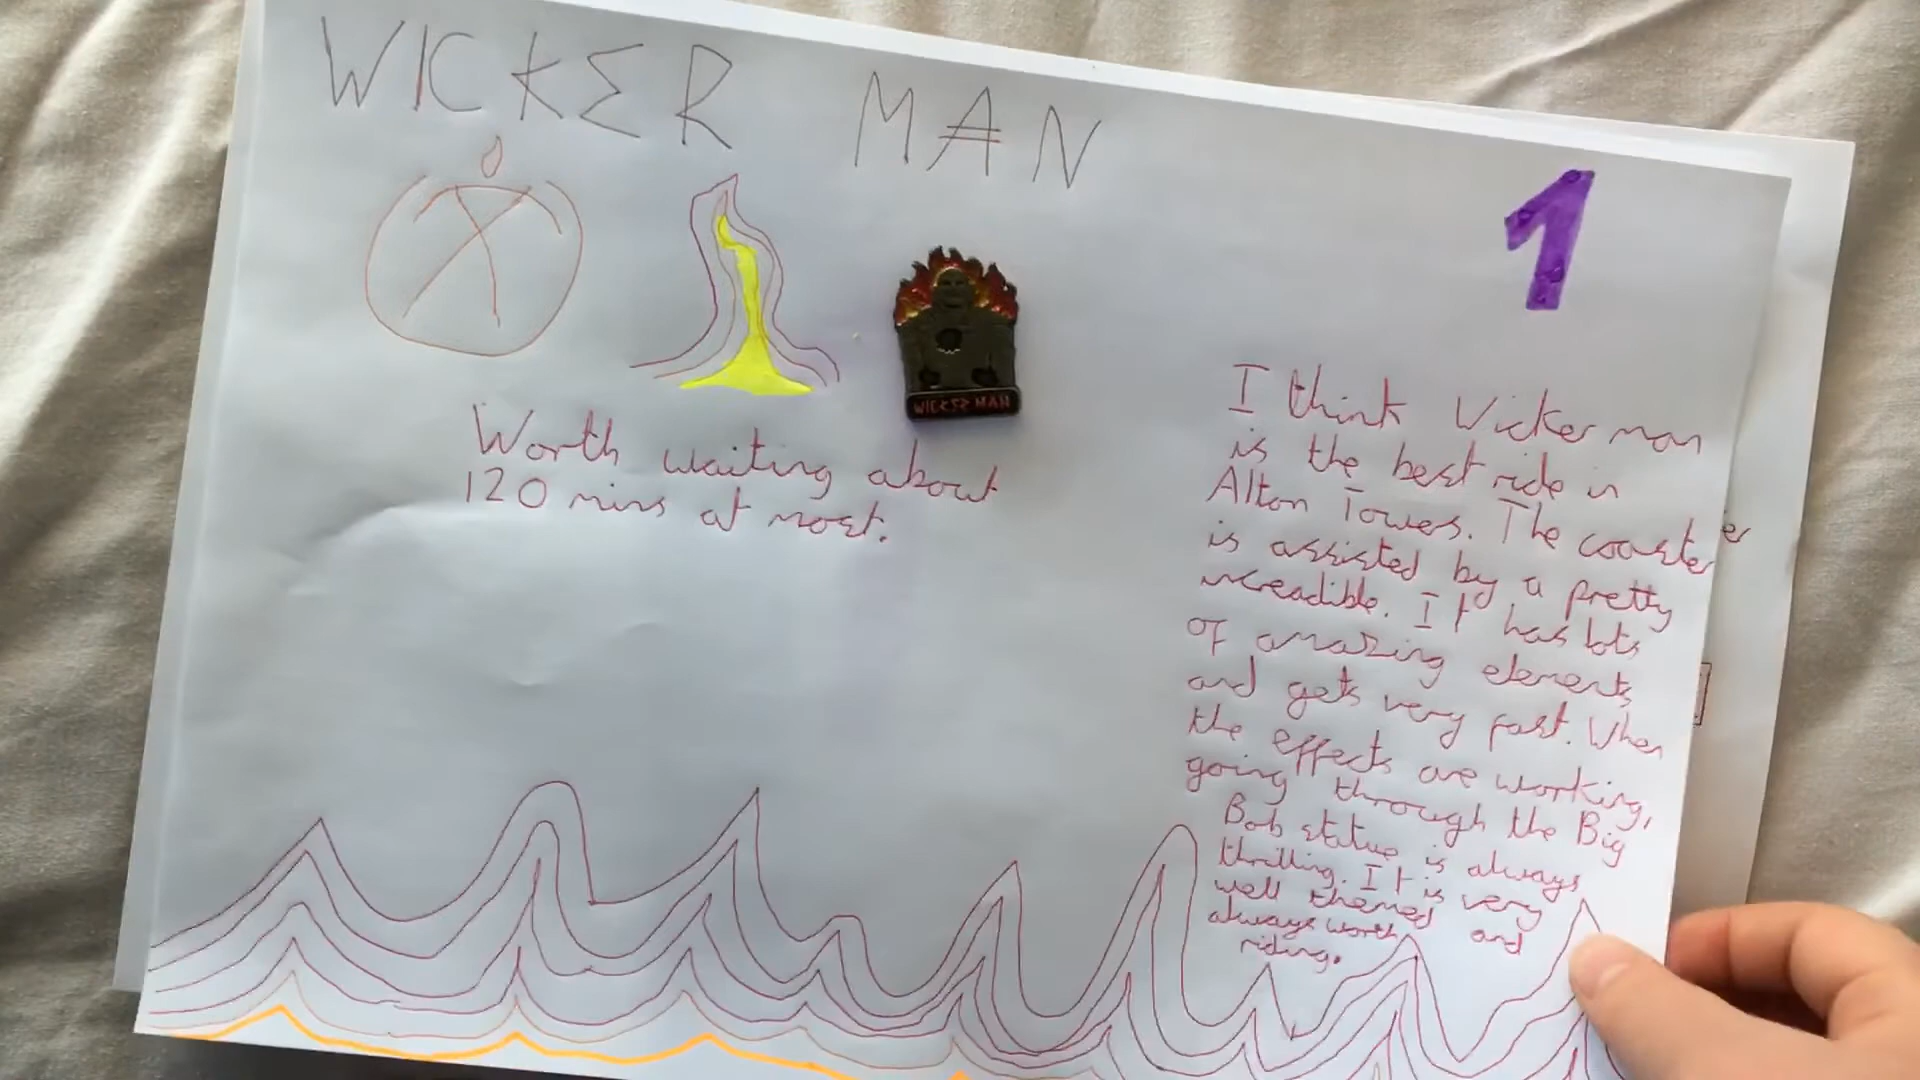 WICKER MAN
1
WICKER MAN
Worth waiting about
120 mins at most.
I think Wicker man
is the best ride in
Alton Towers. The coaster
is assisted by a pretty
increadible. It has lots
of amazing elements
and gets very fast. When
the effects are working,
going through the Big
Bob statue is always
thrilling. It is very
well themed and
always worth
riding.
er